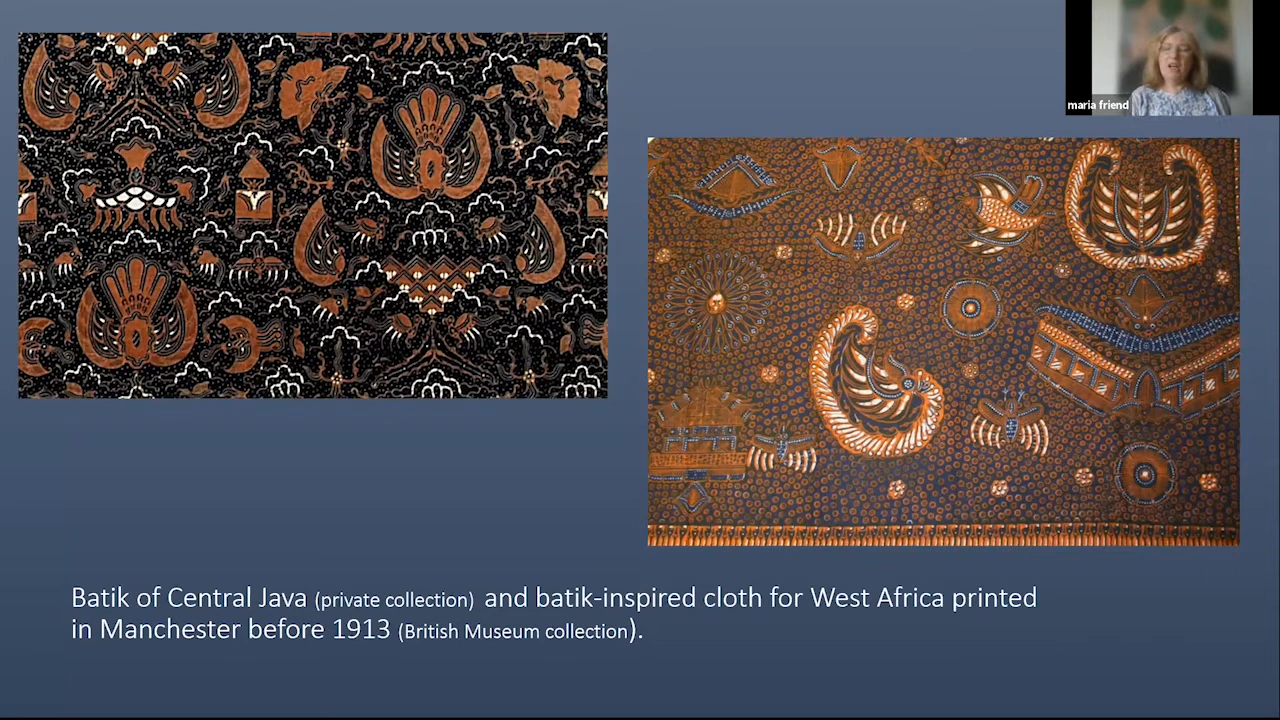 maria friend
Batik of Central Java (private collection) and batik-inspired cloth for West Africa printed
in Manchester before 1913 (British Museum collection).